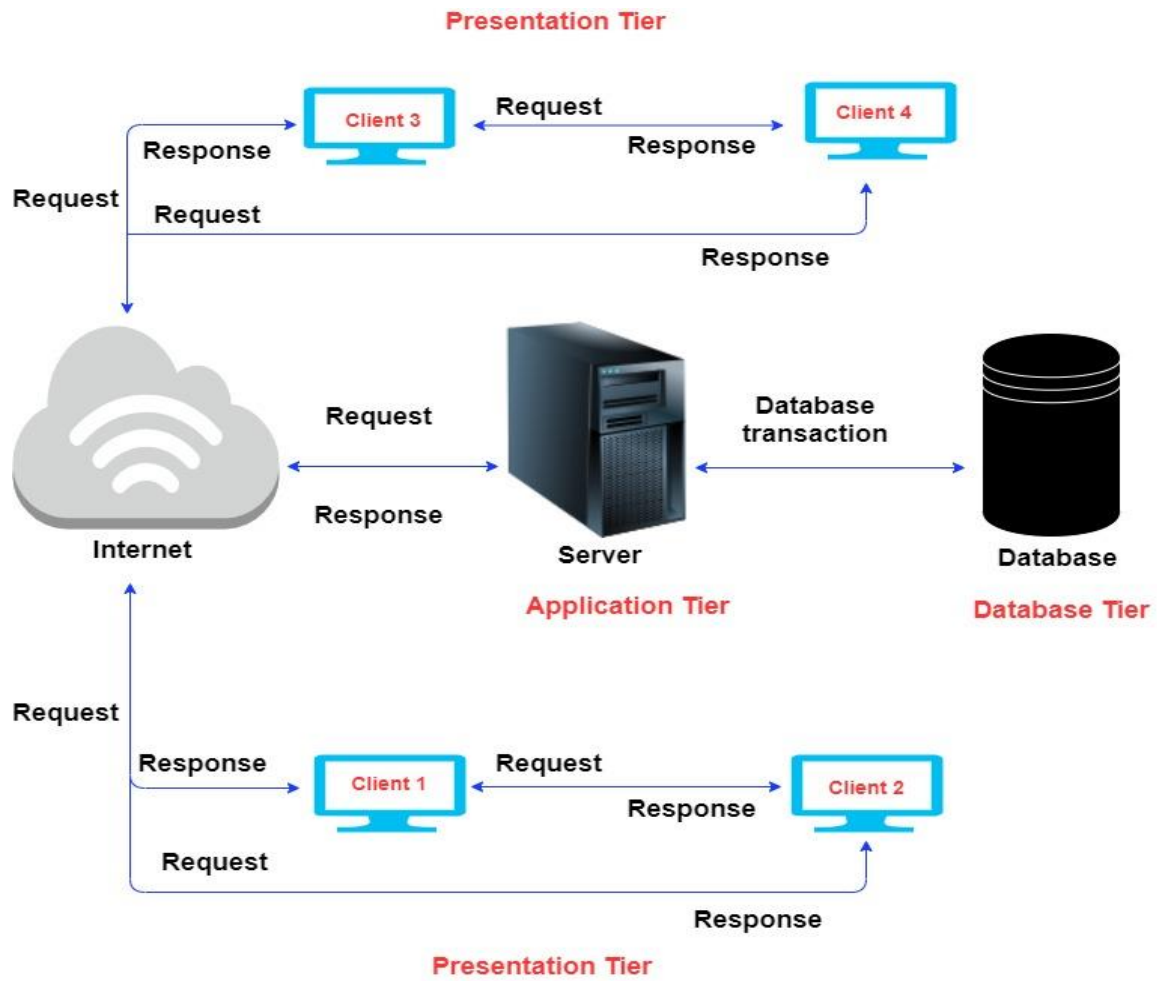 Presentation Tier
Client 3
Request
Client 4
Response
Response
Request
Request
Response
Request
Database
transaction
Response
Internet
Server
Database
Application Tier
Database Tier
Request
Response
Client 1
Request
Client 2
Response
Request
Response
Presentation Tier